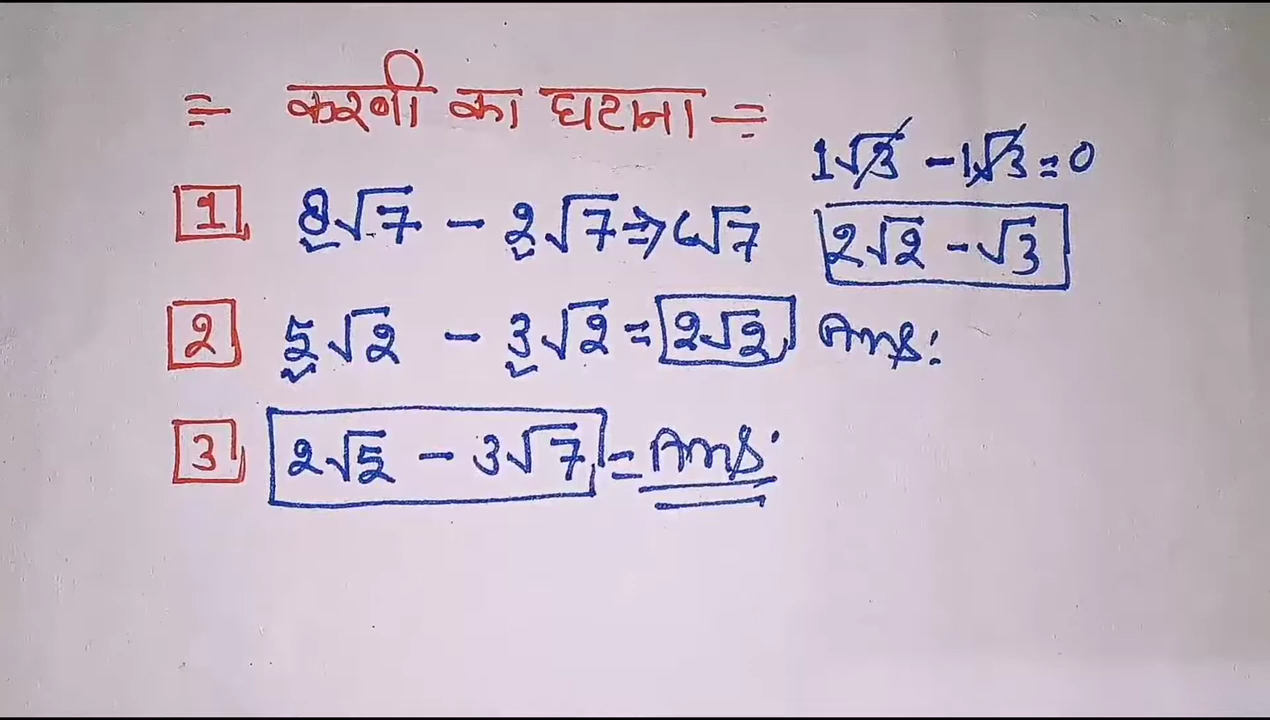 = करणी का घटाना =
1√3 - 1√3 = 0
1 8√7 - 2√7 ⇒ 6√7
2√2 - √3
2 5√2 - 3√2 = 2√2 Ans:
3 2√5 - 3√7 = Ans: